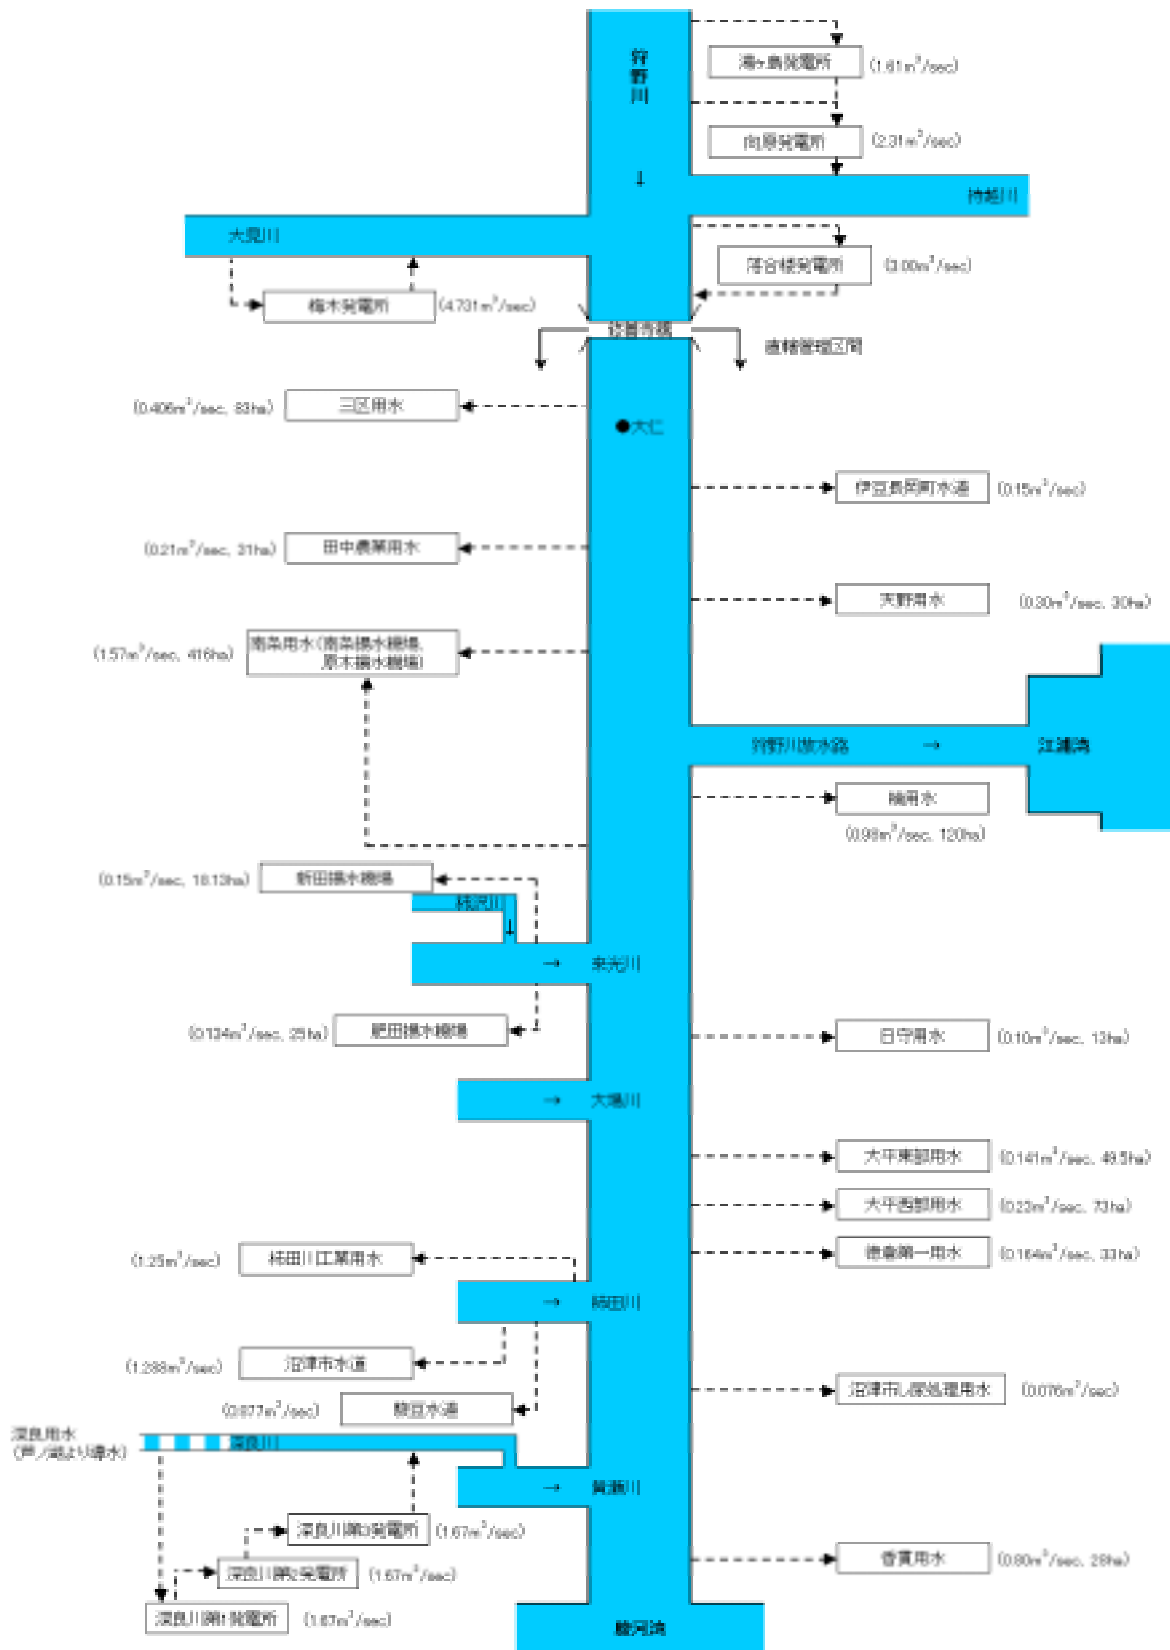 狩野川
↓
湯ヶ島発電所 (1.61m³/sec)
向原発電所 (2.31m³/sec)
持越川
大見川
落合楼発電所 (3.00m³/sec)
梅木発電所 (4.731m³/sec)
修善寺橋
直轄管理区間
(0.406m³/sec, 83ha) 三区用水
●大仁
伊豆長岡町水道 (0.15m³/sec)
(0.21m³/sec, 31ha) 田中農業用水
天野用水 (0.30m³/sec, 30ha)
(1.57m³/sec, 416ha) 南条用水(南条揚水機場、
原木揚水機場)
狩野川放水路 → 江浦湾
用水
(0.98m³/sec, 120ha)
(0.15m³/sec, 18.13ha) 新田揚水機場
柿沢川
↓
→ 来光川
(0.134m³/sec, 25ha) 肥田揚水機場
日守用水 (0.10m³/sec, 13ha)
→ 大場川
大平東部用水 (0.141m³/sec, 49.5ha)
大平西部用水 (0.23m³/sec, 73ha)
(1.25m³/sec) 柿田川工業用水
徳倉第一用水 (0.164m³/sec, 33ha)
→ 柿田川
(1.288m³/sec) 沼津市水道
沼津市し尿処理用水 (0.076m³/sec)
(0.877m³/sec) 駿豆水道
深良用水
(芦ノ湖より導水)
深良川
→ 黄瀬川
深良川第3発電所 (1.67m³/sec)
香貫用水 (0.80m³/sec, 28ha)
深良川第2発電所 (1.67m³/sec)
深良川第1発電所 (1.67m³/sec)
駿河湾